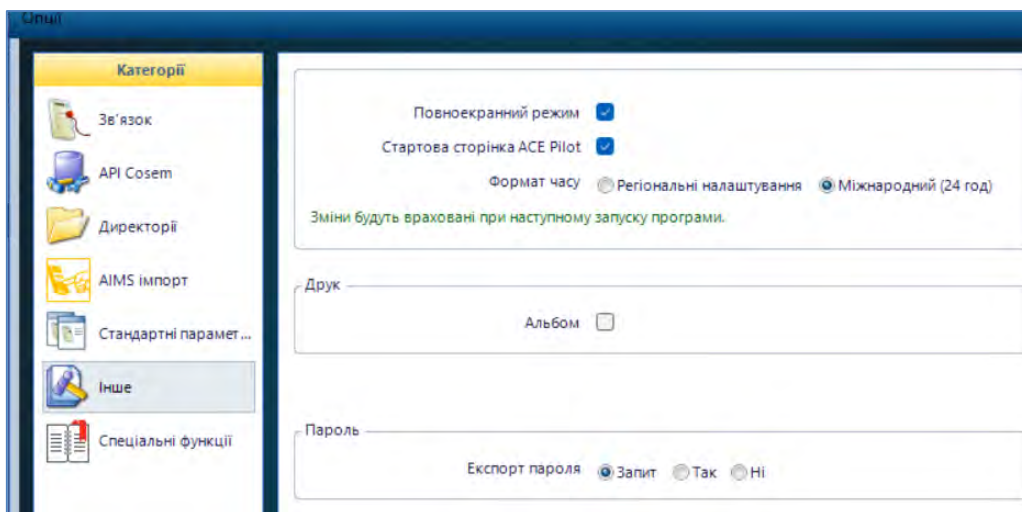 Опції
Категорії
Зв'язок
API Cosem
Директорії
AIMS імпорт
Стандартні парамет...
Інше
Спеціальні функції
Повноекранний режим
Стартова сторінка ACE Pilot
Формат часу Регіональні налаштування Міжнародний (24 год)
Зміни будуть враховані при наступному запуску програми.
Друк
Альбом
Пароль
Експорт пароля Запит Так Ні